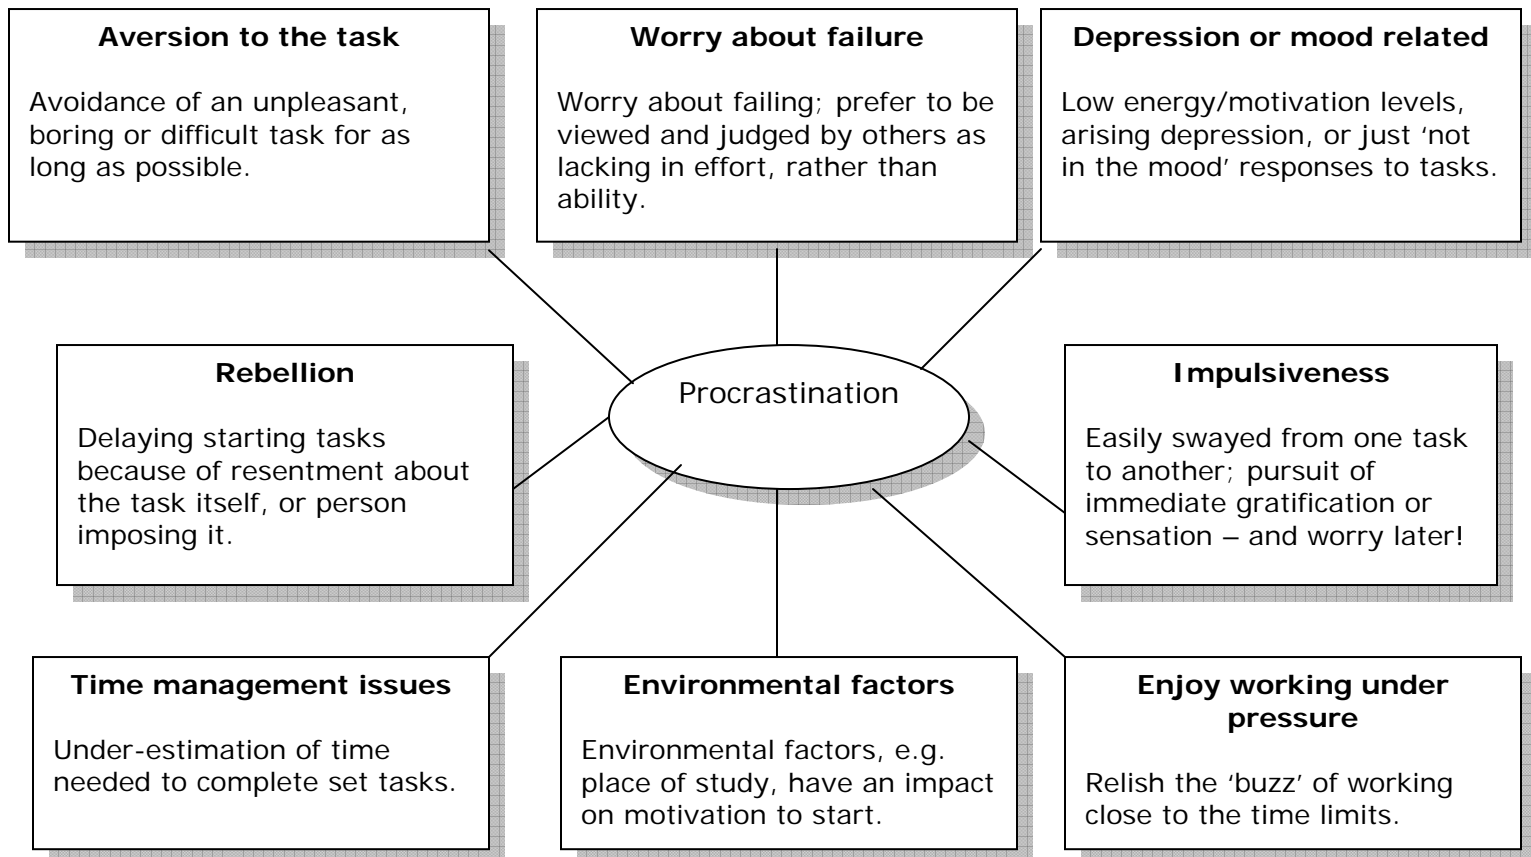 Aversion to the task
Avoidance of an unpleasant,
boring or difficult task for as
long as possible.
Worry about failure
Worry about failing; prefer to be
viewed and judged by others as
lacking in effort, rather than
ability.
Depression or mood related
Low energy/motivation levels,
arising depression, or just ‘not
in the mood’ responses to tasks.
Rebellion
Delaying starting tasks
because of resentment about
the task itself, or person
imposing it.
Procrastination
Impulsiveness
Easily swayed from one task
to another; pursuit of
immediate gratification or
sensation – and worry later!
Time management issues
Under-estimation of time
needed to complete set tasks.
Environmental factors
Environmental factors, e.g.
place of study, have an impact
on motivation to start.
Enjoy working under
pressure
Relish the ‘buzz’ of working
close to the time limits.